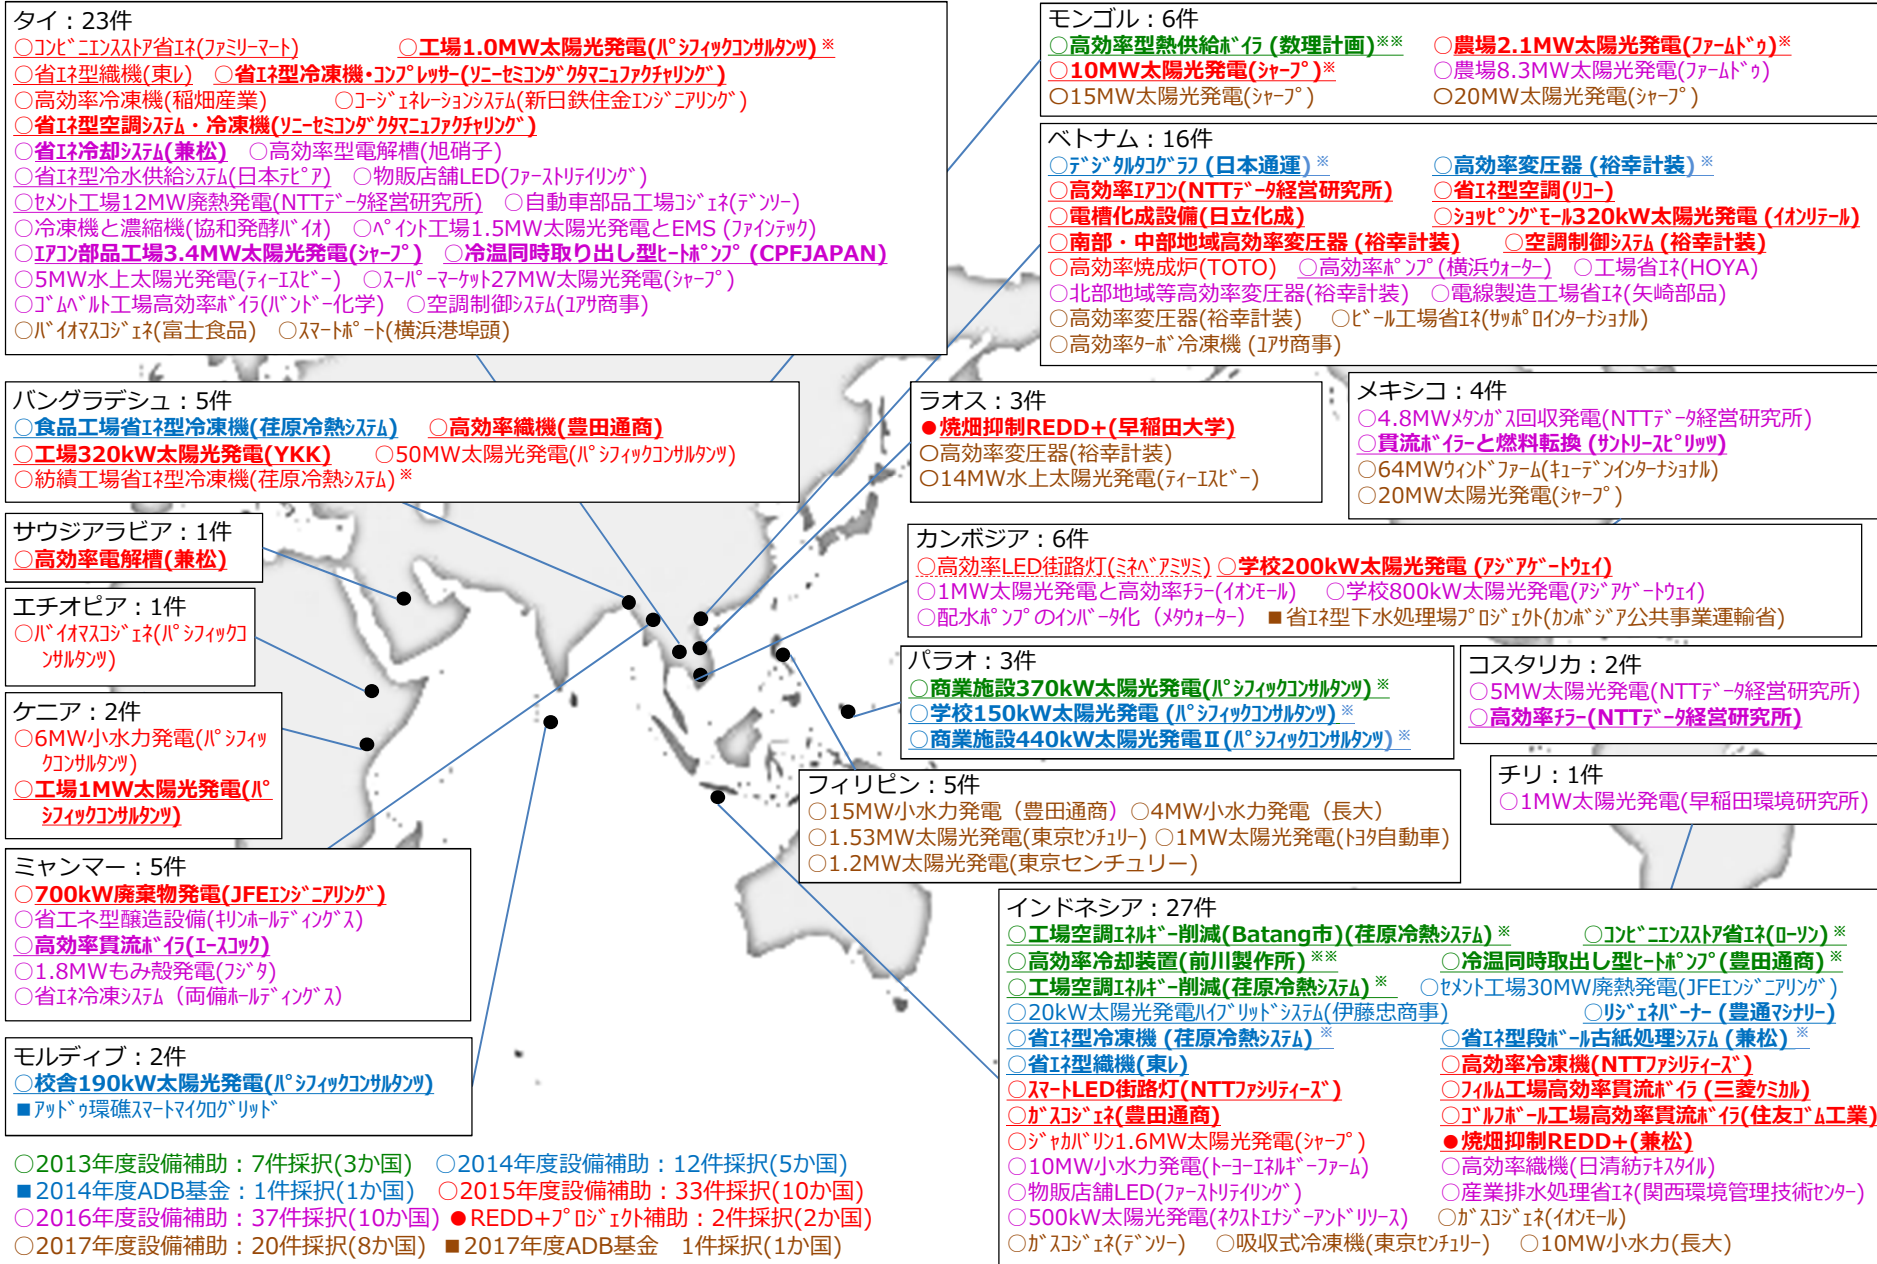 タイ：23件
○ｺﾝﾋﾞﾆｴﾝｽｽﾄｱ省ｴﾈ(ﾌｧﾐﾘｰﾏｰﾄ) ○工場1.0MW太陽光発電(ﾊﾟｼﾌｨｯｸｺﾝｻﾙﾀﾝﾂ)※
○省ｴﾈ型織機(東ﾚ) ○省ｴﾈ型冷凍機・ｺﾝﾌﾟﾚｯｻｰ(ｿﾆｰｾﾐｺﾝﾀﾞｸﾀﾏﾆｭﾌｧｸﾁｬﾘﾝｸﾞ)
○高効率冷凍機(稲畑産業) ○ｺｰｼﾞｪﾈﾚｰｼｮﾝｼｽﾃﾑ(新日鉄住金ｴﾝｼﾞﾆｱﾘﾝｸﾞ)
○省ｴﾈ型空調ｼｽﾃﾑ・冷凍機(ｿﾆｰｾﾐｺﾝﾀﾞｸﾀﾏﾆｭﾌｧｸﾁｬﾘﾝｸﾞ)
○省ｴﾈ冷却ｼｽﾃﾑ(兼松) ○高効率型電解槽(旭硝子)
○省ｴﾈ型冷水供給ｼｽﾃﾑ(日本ﾃﾋﾟｱ) ○物販店舗LED(ﾌｧｰｽﾄﾘﾃｲﾘﾝｸﾞ)
○ｾﾒﾝﾄ工場12MW廃熱発電(NTTﾃﾞｰﾀ経営研究所) ○自動車部品工場ｺｼﾞｪﾈ(ﾃﾞﾝｿｰ)
○冷凍機と濃縮機(協和発酵ﾊﾞｲｵ) ○ﾍﾟｲﾝﾄ工場1.5MW太陽光発電とEMS (ﾌｧｲﾝﾃｯｸ)
○ｴｱｺﾝ部品工場3.4MW太陽光発電(ｼｬｰﾌﾟ) ○冷温同時取り出し型ﾋｰﾄﾎﾟﾝﾌﾟ (CPFJAPAN)
○5MW水上太陽光発電(ﾃｨｰｴｽﾋﾞｰ) ○ｽｰﾊﾟｰﾏｰｹｯﾄ27MW太陽光発電(ｼｬｰﾌﾟ)
○ｺﾞﾑﾍﾞﾙﾄ工場高効率ﾎﾞｲﾗ(ﾊﾞﾝﾄﾞｰ化学) ○空調制御ｼｽﾃﾑ(ﾕｱｻ商事)
○ﾊﾞｲｵﾏｽｺｼﾞｪﾈ(富士食品) ○ｽﾏｰﾄﾎﾟｰﾄ(横浜港埠頭)
モンゴル：6件
○高効率型熱供給ﾎﾞｲﾗ (数理計画)※※ ○農場2.1MW太陽光発電(ﾌｧｰﾑﾄﾞｩ)※
○10MW太陽光発電(ｼｬｰﾌﾟ)※ ○農場8.3MW太陽光発電(ﾌｧｰﾑﾄﾞｩ)
○15MW太陽光発電(ｼｬｰﾌﾟ) ○20MW太陽光発電(ｼｬｰﾌﾟ)
ベトナム：16件
○ﾃﾞｼﾞﾀﾙﾀｺｸﾞﾗﾌ (日本通運) ※ ○高効率変圧器 (裕幸計装) ※
○高効率ｴｱｺﾝ(NTTﾃﾞｰﾀ経営研究所) ○省ｴﾈ型空調(ﾘｺｰ)
○電槽化成設備(日立化成) ○ｼｮｯﾋﾟﾝｸﾞﾓｰﾙ320kW太陽光発電 (ｲｵﾝﾘﾃｰﾙ)
○南部・中部地域高効率変圧器 (裕幸計装) ○空調制御ｼｽﾃﾑ (裕幸計装)
○高効率焼成炉(TOTO) ○高効率ﾎﾟﾝﾌﾟ(横浜ｳｫｰﾀｰ) ○工場省ｴﾈ(HOYA)
○北部地域等高効率変圧器(裕幸計装) ○電線製造工場省ｴﾈ(矢崎部品)
○高効率変圧器(裕幸計装) ○ﾋﾞｰﾙ工場省ｴﾈ(ｻｯﾎﾟﾛｲﾝﾀｰﾅｼｮﾅﾙ)
○高効率ﾀｰﾎﾞ冷凍機 (ﾕｱｻ商事)
バングラデシュ：5件
○食品工場省ｴﾈ型冷凍機(荏原冷熱ｼｽﾃﾑ) ○高効率織機(豊田通商)
○工場320kW太陽光発電(YKK) ○50MW太陽光発電(ﾊﾟｼﾌｨｯｸｺﾝｻﾙﾀﾝﾂ)
○紡績工場省ｴﾈ型冷凍機(荏原冷熱ｼｽﾃﾑ)※
ラオス：3件
●焼畑抑制REDD+(早稲田大学)
○高効率変圧器(裕幸計装)
○14MW水上太陽光発電(ﾃｨｰｴｽﾋﾞｰ)
メキシコ：4件
○4.8MWﾒﾀﾝｶﾞｽ回収発電(NTTﾃﾞｰﾀ経営研究所)
○貫流ﾎﾞｲﾗｰと燃料転換 (ｻﾝﾄﾘｰｽﾋﾟﾘｯﾂ)
○64MWｳｨﾝﾄﾞﾌｧｰﾑ(ｷｭｰﾃﾞﾝｲﾝﾀｰﾅｼｮﾅﾙ)
○20MW太陽光発電(ｼｬｰﾌﾟ)
サウジアラビア：1件
○高効率電解槽(兼松)
カンボジア：6件
○高効率LED街路灯(ﾐﾈﾍﾞｱﾐﾂﾐ) ○学校200kW太陽光発電 (ｱｼﾞｱｹﾞｰﾄｳｪｲ)
○1MW太陽光発電と高効率ﾁﾗｰ(ｲｵﾝﾓｰﾙ) ○学校800kW太陽光発電(ｱｼﾞｱｹﾞｰﾄｳｪｲ)
○配水ﾎﾟﾝﾌﾟのｲﾝﾊﾞｰﾀ化（ﾒﾀｳｫｰﾀｰ） ■省ｴﾈ型下水処理場ﾌﾟﾛｼﾞｪｸﾄ(ｶﾝﾎﾞｼﾞｱ公共事業運輸省)
エチオピア：1件
○ﾊﾞｲｵﾏｽｺｼﾞｪﾈ(ﾊﾟｼﾌｨｯｸｺ
ﾝｻﾙﾀﾝﾂ)
パラオ：3件
○商業施設370kW太陽光発電(ﾊﾟｼﾌｨｯｸｺﾝｻﾙﾀﾝﾂ)※
○学校150kW太陽光発電 (ﾊﾟｼﾌｨｯｸｺﾝｻﾙﾀﾝﾂ) ※
○商業施設440kW太陽光発電Ⅱ(ﾊﾟｼﾌｨｯｸｺﾝｻﾙﾀﾝﾂ) ※
コスタリカ：2件
○5MW太陽光発電(NTTﾃﾞｰﾀ経営研究所)
○高効率ﾁﾗｰ(NTTﾃﾞｰﾀ経営研究所)
ケニア：2件
○6MW小水力発電(ﾊﾟｼﾌｨｯ
ｸｺﾝｻﾙﾀﾝﾂ)
○工場1MW太陽光発電(ﾊﾟ
ｼﾌｨｯｸｺﾝｻﾙﾀﾝﾂ)
フィリピン：5件
○15MW小水力発電（豊田通商）○4MW小水力発電（長大）
○1.53MW太陽光発電(東京ｾﾝﾁｭﾘｰ) ○1MW太陽光発電(ﾄﾖﾀ自動車)
○1.2MW太陽光発電(東京センチュリー)
チリ：1件
○1MW太陽光発電(早稲田環境研究所)
ミャンマー：5件
○700kW廃棄物発電(JFEｴﾝｼﾞﾆｱﾘﾝｸﾞ)
○省エネ型醸造設備(ｷﾘﾝﾎｰﾙﾃﾞｨﾝｸﾞｽ)
○高効率貫流ﾎﾞｲﾗ(ｴｰｽｺｯｸ)
○1.8MWもみ殻発電(ﾌｼﾞﾀ)
○省ｴﾈ冷凍ｼｽﾃﾑ（両備ﾎｰﾙﾃﾞｨﾝｸﾞｽ）
モルディブ：2件
○校舎190kW太陽光発電(ﾊﾟｼﾌｨｯｸｺﾝｻﾙﾀﾝﾂ)
■ｱｯﾄﾞｩ環礁ｽﾏｰﾄﾏｲｸﾛｸﾞﾘｯﾄﾞ
インドネシア：27件
○工場空調ｴﾈﾙｷﾞｰ削減(Batang市)(荏原冷熱ｼｽﾃﾑ)※ ○ｺﾝﾋﾞﾆｴﾝｽｽﾄｱ省ｴﾈ(ﾛｰｿﾝ)※
○高効率冷却装置(前川製作所)※※ ○冷温同時取出し型ﾋｰﾄﾎﾟﾝﾌﾟ(豊田通商)※
○工場空調ｴﾈﾙｷﾞｰ削減(荏原冷熱ｼｽﾃﾑ)※ ○ｾﾒﾝﾄ工場30MW廃熱発電(JFEｴﾝｼﾞﾆｱﾘﾝｸﾞ)
○20kW太陽光発電ﾊｲﾌﾞﾘｯﾄﾞｼｽﾃﾑ(伊藤忠商事) ○ﾘｼﾞｪﾈﾊﾞｰﾅｰ (豊通ﾏｼﾅﾘｰ)
○省ｴﾈ型冷凍機 (荏原冷熱ｼｽﾃﾑ) ※ ○省ｴﾈ型段ﾎﾞｰﾙ古紙処理ｼｽﾃﾑ (兼松) ※
○省ｴﾈ型織機(東ﾚ) ○高効率冷凍機(NTTﾌｧｼﾘﾃｨｰｽﾞ)
○ｽﾏｰﾄLED街路灯(NTTﾌｧｼﾘﾃｨｰｽﾞ) ○ﾌｨﾙﾑ工場高効率貫流ﾎﾞｲﾗ (三菱ｹﾐｶﾙ)
○ｶﾞｽｺｼﾞｪﾈ(豊田通商) ○ｺﾞﾙﾌﾎﾞｰﾙ工場高効率貫流ﾎﾞｲﾗ(住友ｺﾞﾑ工業)
○ｼﾞｬｶﾊﾞﾘﾝ1.6MW太陽光発電(ｼｬｰﾌﾟ) ●焼畑抑制REDD+(兼松)
○10MW小水力発電(ﾄｰﾖｰｴﾈﾙｷﾞｰﾌｧｰﾑ) ○高効率織機(日清紡ﾃｷｽﾀｲﾙ)
○物販店舗LED(ﾌｧｰｽﾄﾘﾃｲﾘﾝｸﾞ) ○産業排水処理省ｴﾈ(関西環境管理技術ｾﾝﾀｰ)
○500kW太陽光発電(ﾈｸｽﾄｴﾅｼﾞｰｱﾝﾄﾞﾘｿｰｽ) ○ｶﾞｽｺｼﾞｪﾈ(ｲｵﾝﾓｰﾙ)
○ｶﾞｽｺｼﾞｪﾈ(ﾃﾞﾝｿｰ) ○吸収式冷凍機(東京ｾﾝﾁｭﾘｰ) ○10MW小水力(長大)
○2013年度設備補助：7件採択(3か国) ○2014年度設備補助：12件採択(5か国)
■2014年度ADB基金：1件採択(1か国) ○2015年度設備補助：33件採択(10か国)
○2016年度設備補助：37件採択(10か国) ●REDD+ﾌﾟﾛｼﾞｪｸﾄ補助：2件採択(2か国)
○2017年度設備補助：20件採択(8か国) ■2017年度ADB基金 1件採択(1か国)